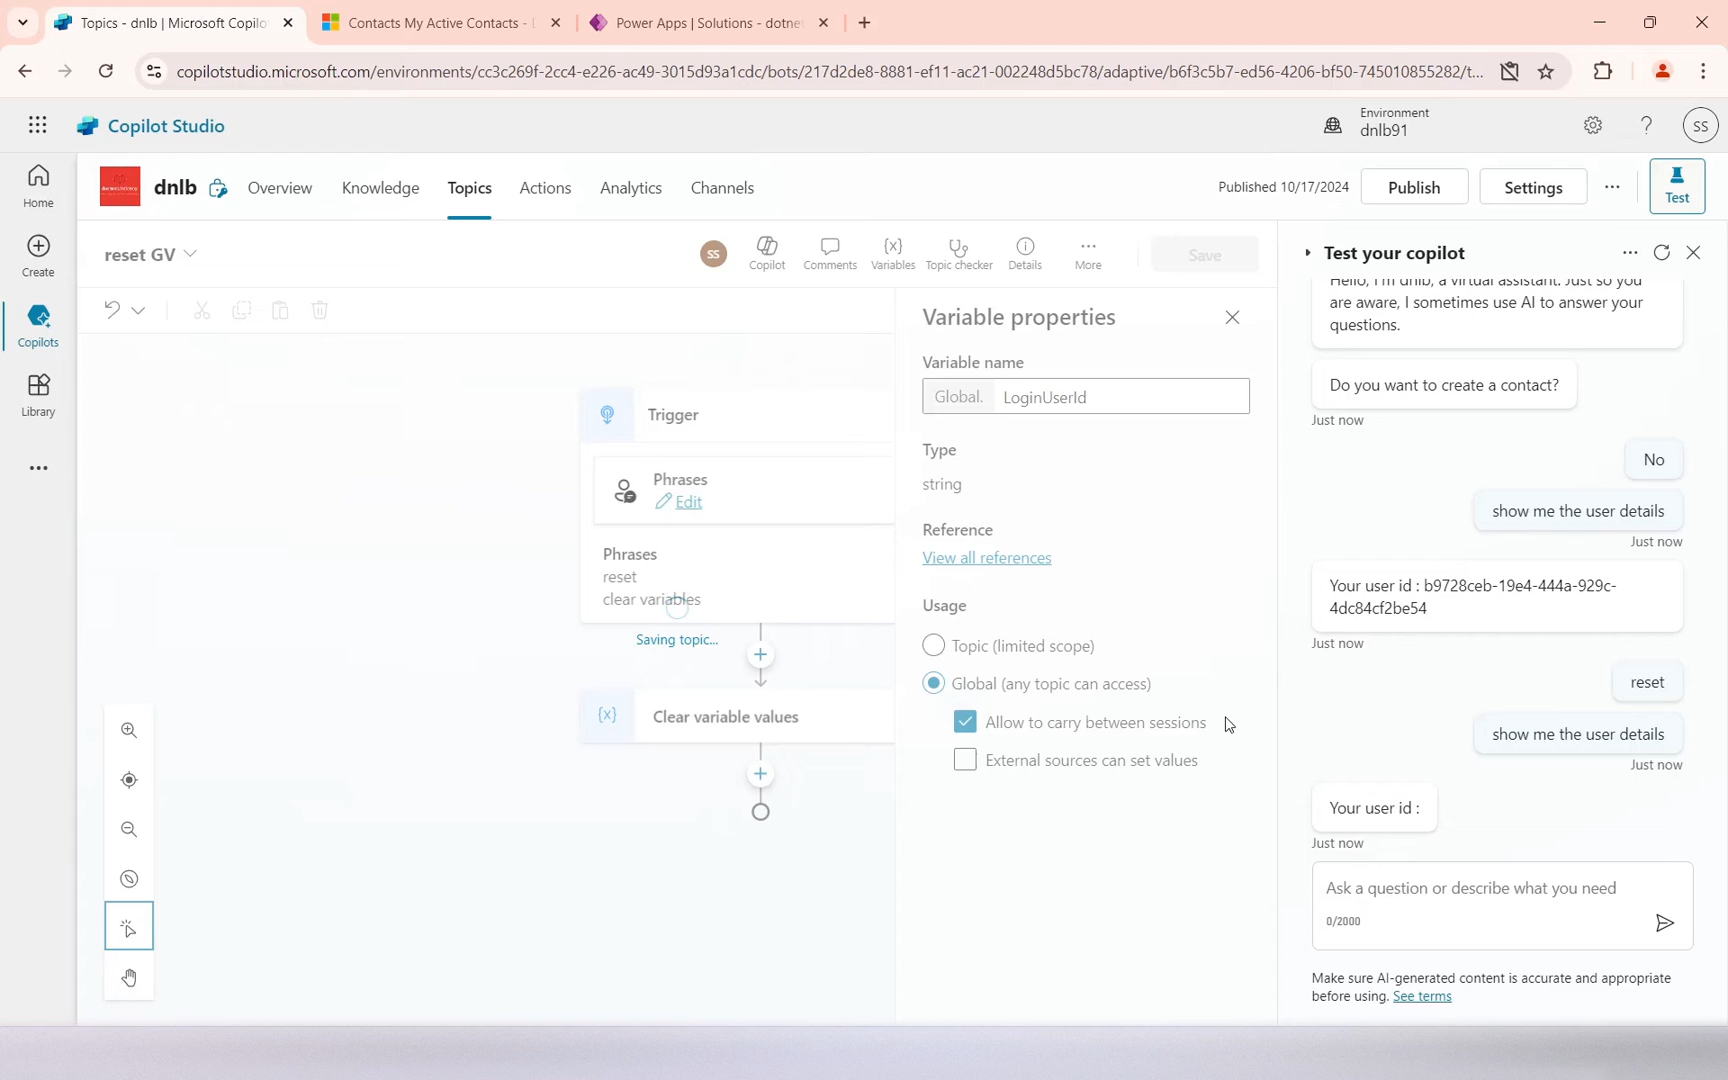 Topics - dnlb | Microsoft Copilot
Contacts My Active Contacts -
Power Apps | Solutions - dotne
copilotstudio.microsoft.com/environments/cc3c269f-2cc4-e226-ac49-3015d93a1cdc/bots/217d2de8-8881-ef11-ac21-002248d5bc78/adaptive/b6f3c5b7-ed56-4206-bf50-745010855282/t...
Copilot Studio
Environment
dnlb91
SS
Home
Create
Copilots
Library
dnlb
Overview
Knowledge
Topics
Actions
Analytics
Channels
Published 10/17/2024
Publish
Settings
Test
reset GV
SS
Copilot
Comments
Variables
Topic checker
Details
More
Save
Trigger
Phrases
Edit
Phrases
reset
clear variables
Saving topic...
Clear variable values
Variable properties
Variable name
Global. LoginUserId
Type
string
Reference
View all references
Usage
Topic (limited scope)
Global (any topic can access)
Allow to carry between sessions
External sources can set values
Test your copilot
Hello, I'm dnlb, a virtual assistant. Just so you
are aware, I sometimes use AI to answer your
questions.
Do you want to create a contact?
Just now
No
show me the user details
Just now
Your user id : b9728ceb-19e4-444a-929c-
4dc84cf2be54
Just now
reset
show me the user details
Just now
Your user id :
Just now
Ask a question or describe what you need
0/2000
Make sure AI-generated content is accurate and appropriate
before using. See terms